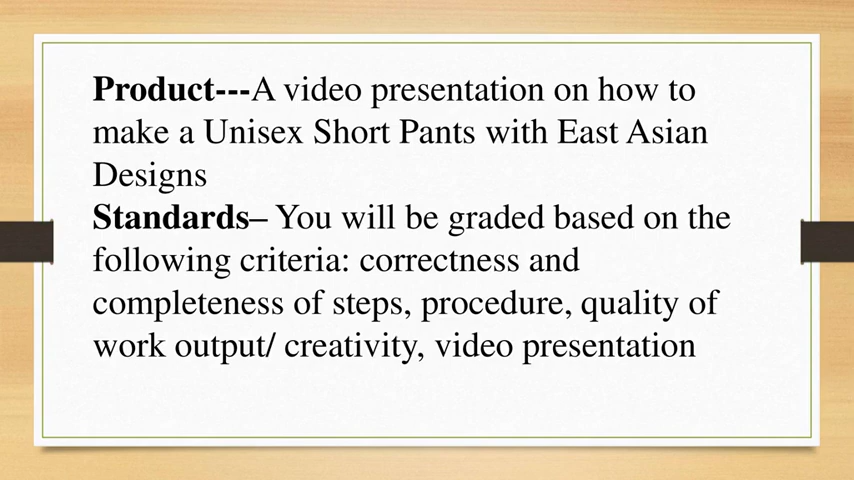 Product---A video presentation on how to
make a Unisex Short Pants with East Asian
Designs
Standards– You will be graded based on the
following criteria: correctness and
completeness of steps, procedure, quality of
work output/ creativity, video presentation